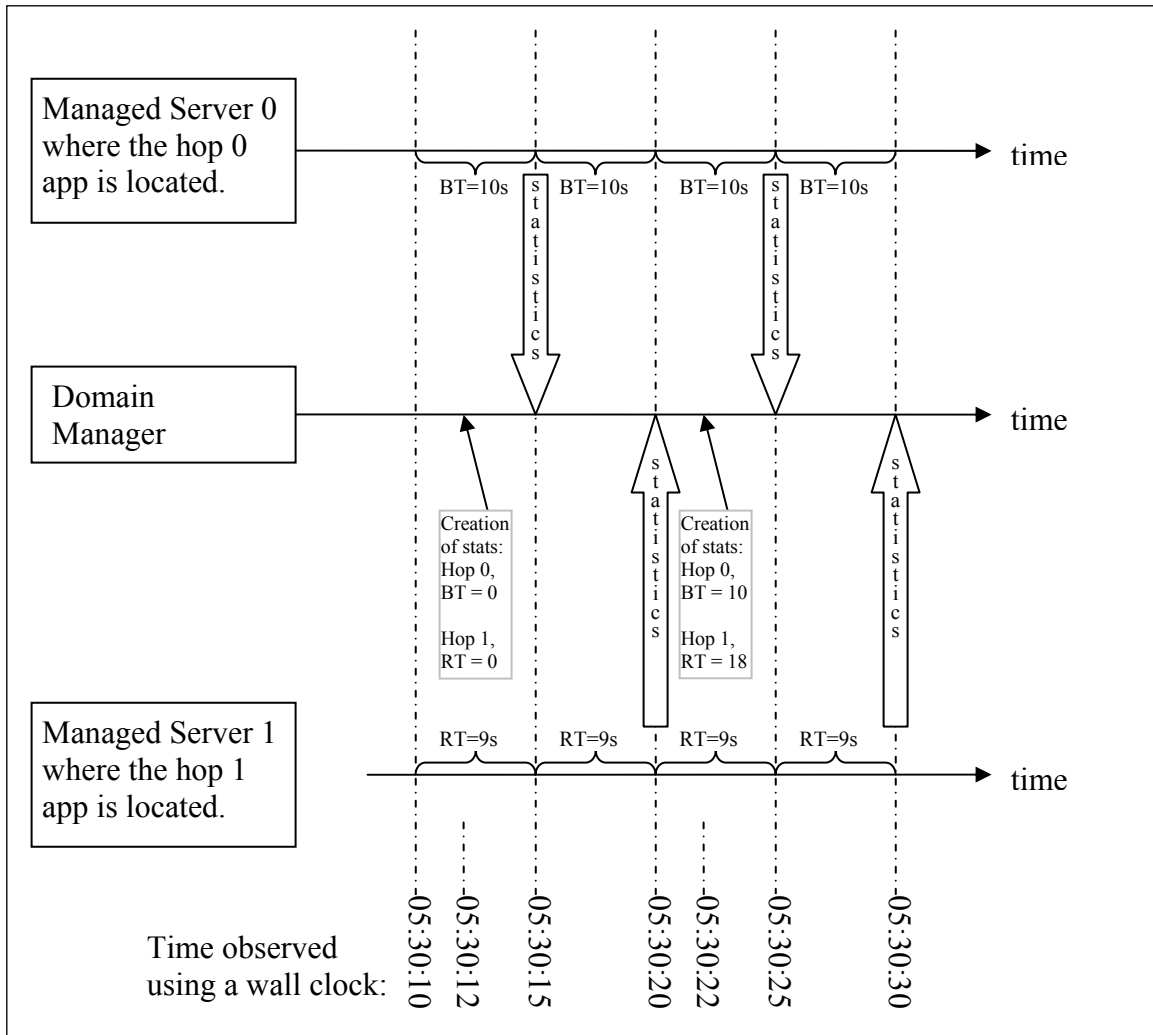 Managed Server 0
where the hop 0
app is located.
time
BT=10s
BT=10s
BT=10s
BT=10s
statistics
statistics
Domain
Manager
time
Creation
of stats:
Hop 0,
BT = 0
Hop 1,
RT = 0
statistics
Creation
of stats:
Hop 0,
BT = 10
Hop 1,
RT = 18
statistics
Managed Server 1
where the hop 1
app is located.
RT=9s
RT=9s
RT=9s
RT=9s
time
Time observed
using a wall clock:
05:30:10
05:30:12
05:30:15
05:30:20
05:30:22
05:30:25
05:30:30